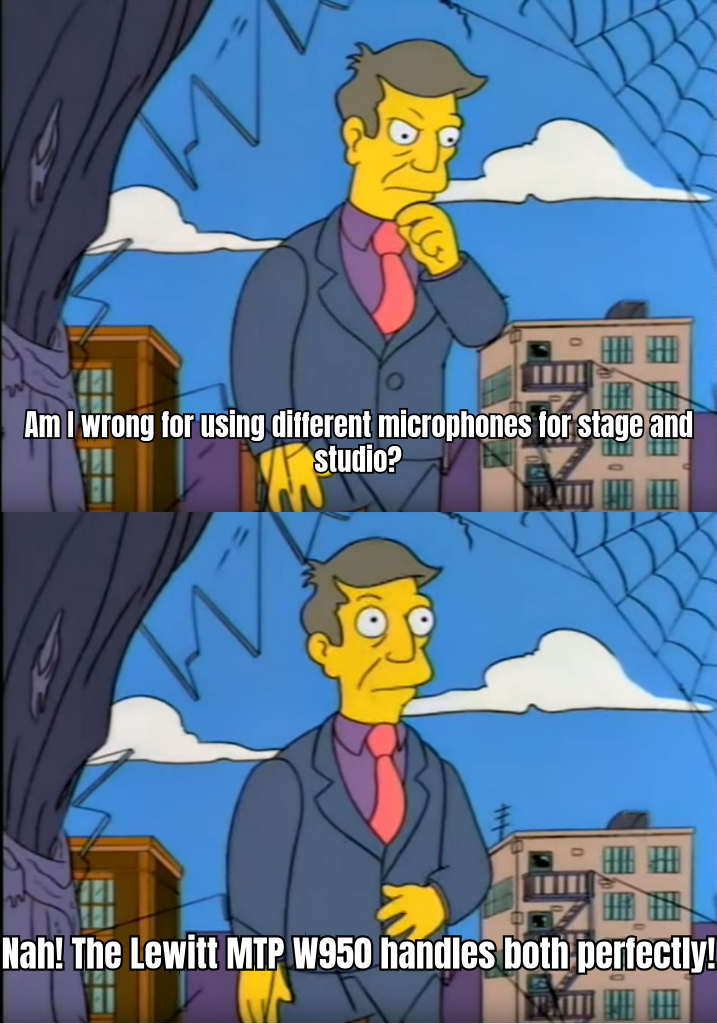 Am I wrong for using different microphones for stage and
studio?
Nah! The Lewitt MTP W950 handles both perfectly!